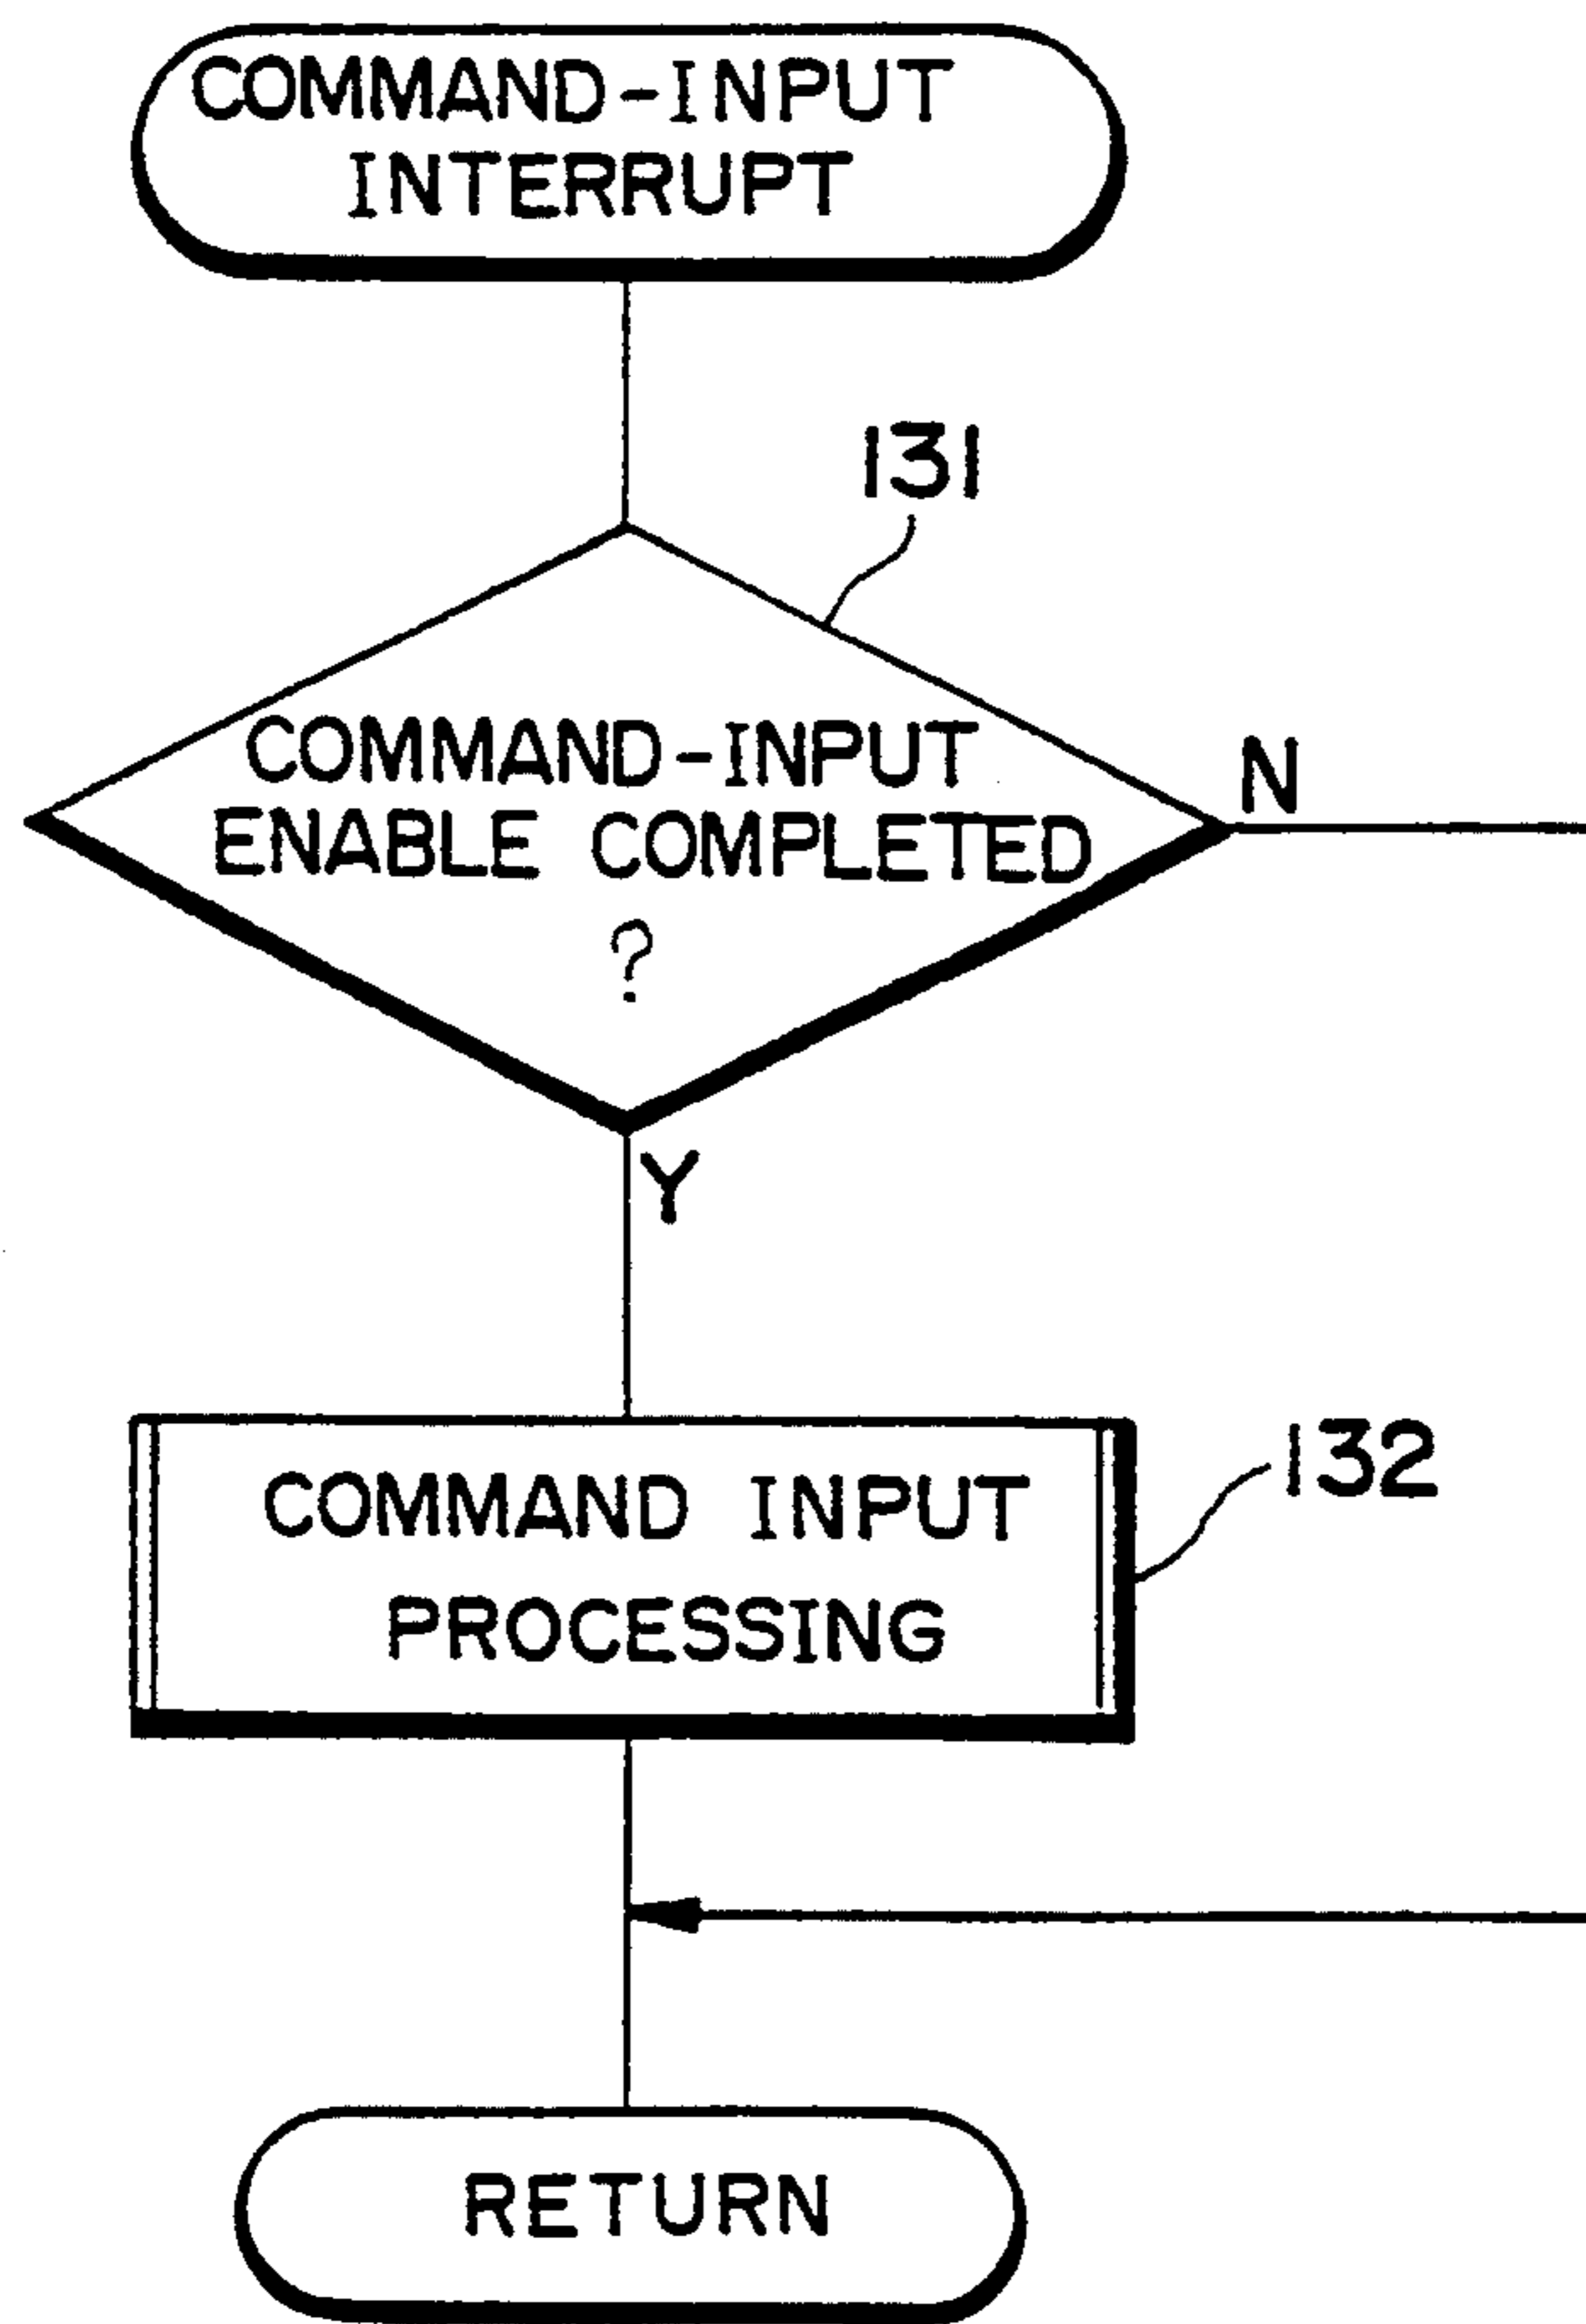 COMMAND-INPUT
INTERRUPT
131
COMMAND-INPUT
ENABLE COMPLETED
?
N
Y
COMMAND INPUT
PROCESSING
132
RETURN